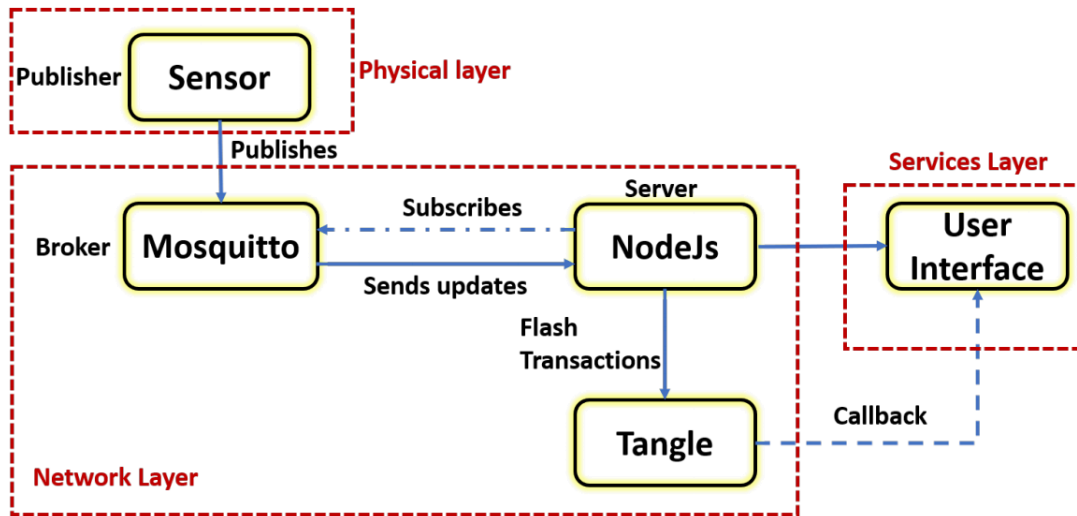 Publisher
Sensor
Physical layer
Publishes
Services Layer
Server
Subscribes
Broker
Mosquitto
NodeJs
User
Interface
Sends updates
Flash
Transactions
Callback
Tangle
Network Layer